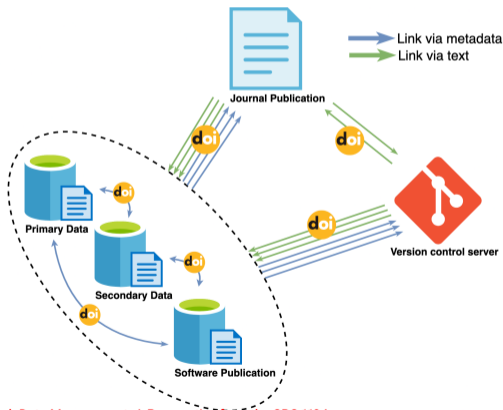 Link via metadata
Link via text
Journal Publication
doi
doi
doi
Primary Data
doi
Version control server
Secondary Data
doi
doi
Software Publication